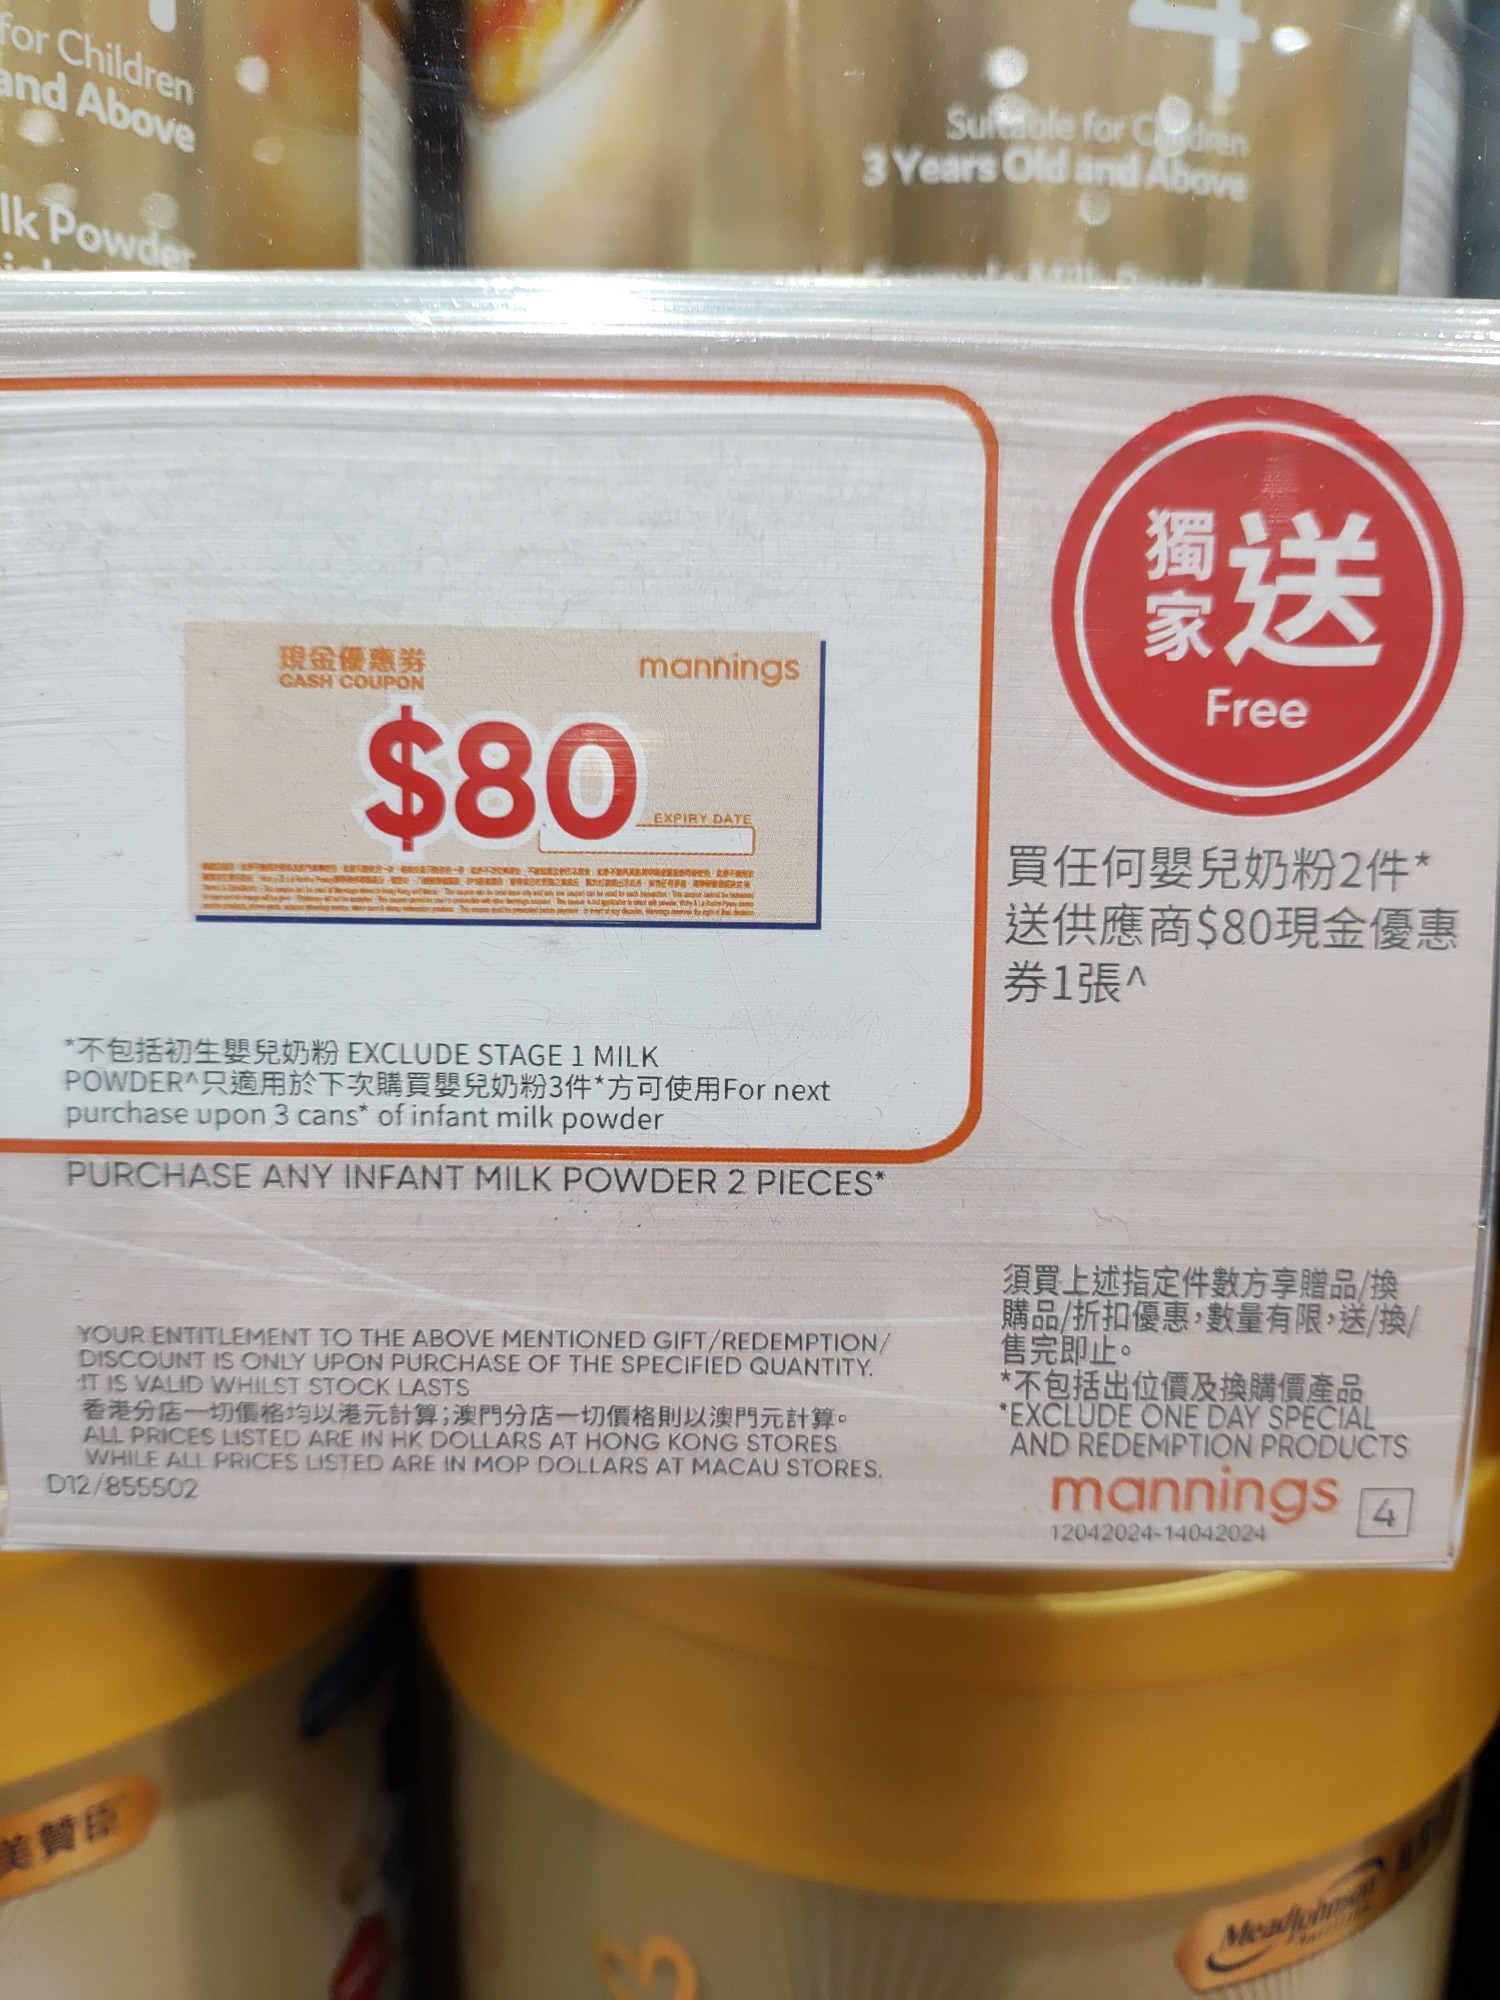 for Children
and Above
lk Powder
4
Suitable for Children
3 Years Old and Above
現金優惠券
CASH COUPON
mannings
$80
EXPIRY DATE
獨家
送
Free
買任何嬰兒奶粉2件*
送供應商$80現金優惠
券1張^
*不包括初生嬰兒奶粉 EXCLUDE STAGE 1 MILK
POWDER^只適用於下次購買嬰兒奶粉3件*方可使用For next
purchase upon 3 cans* of infant milk powder
PURCHASE ANY INFANT MILK POWDER 2 PIECES*
YOUR ENTITLEMENT TO THE ABOVE MENTIONED GIFT/REDEMPTION/
DISCOUNT IS ONLY UPON PURCHASE OF THE SPECIFIED QUANTITY.
IT IS VALID WHILST STOCK LASTS
香港分店一切價格均以港元計算;澳門分店一切價格則以澳門元計算。
ALL PRICES LISTED ARE IN HK DOLLARS AT HONG KONG STORES
WHILE ALL PRICES LISTED ARE IN MOP DOLLARS AT MACAU STORES.
D12/855502
須買上述指定件數方享贈品/換
購品/折扣優惠,數量有限,送/換/
售完即止。
*不包括出位價及換購價產品
*EXCLUDE ONE DAY SPECIAL
AND REDEMPTION PRODUCTS
mannings
4
12042024-14042024
美贊臣
MeadJohnson